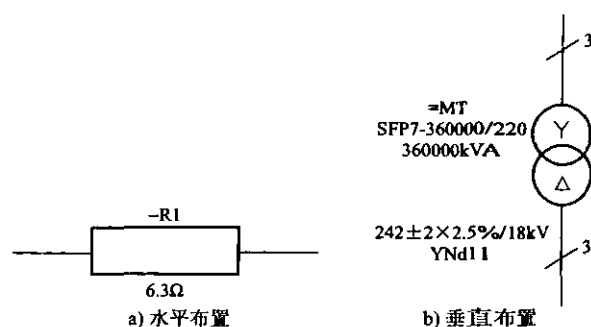 –R1
6.3Ω
a) 水平布置
3
=MT
SFP7-360000/220
360000kVA
Y
△
242±2×2.5%/18kV
YNd11
3
b) 垂直布置